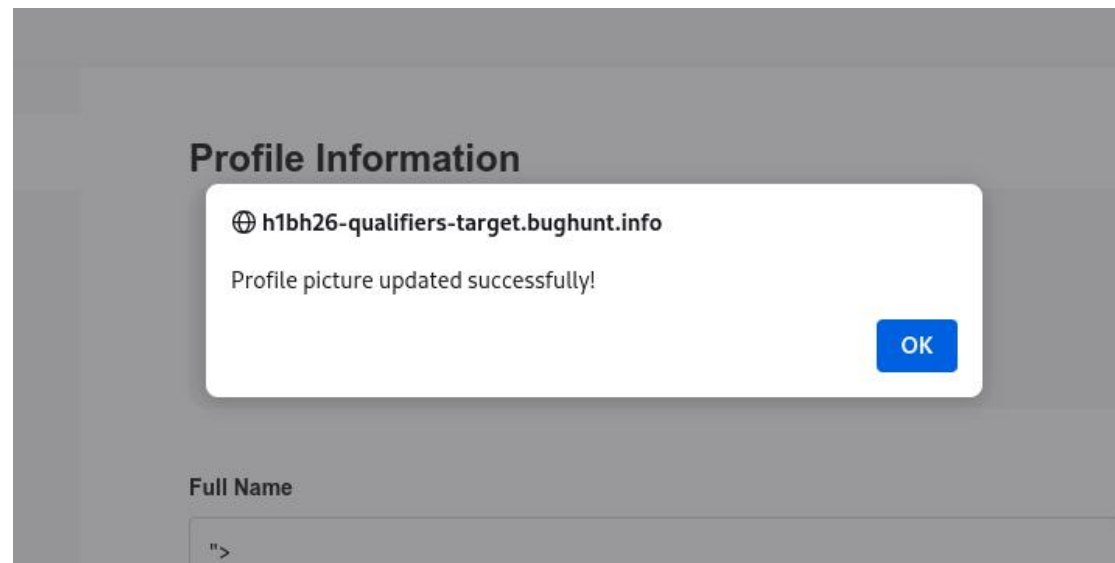 Profile Information
h1bh26-qualifiers-target.bughunt.info
Profile picture updated successfully!
OK
Full Name
">